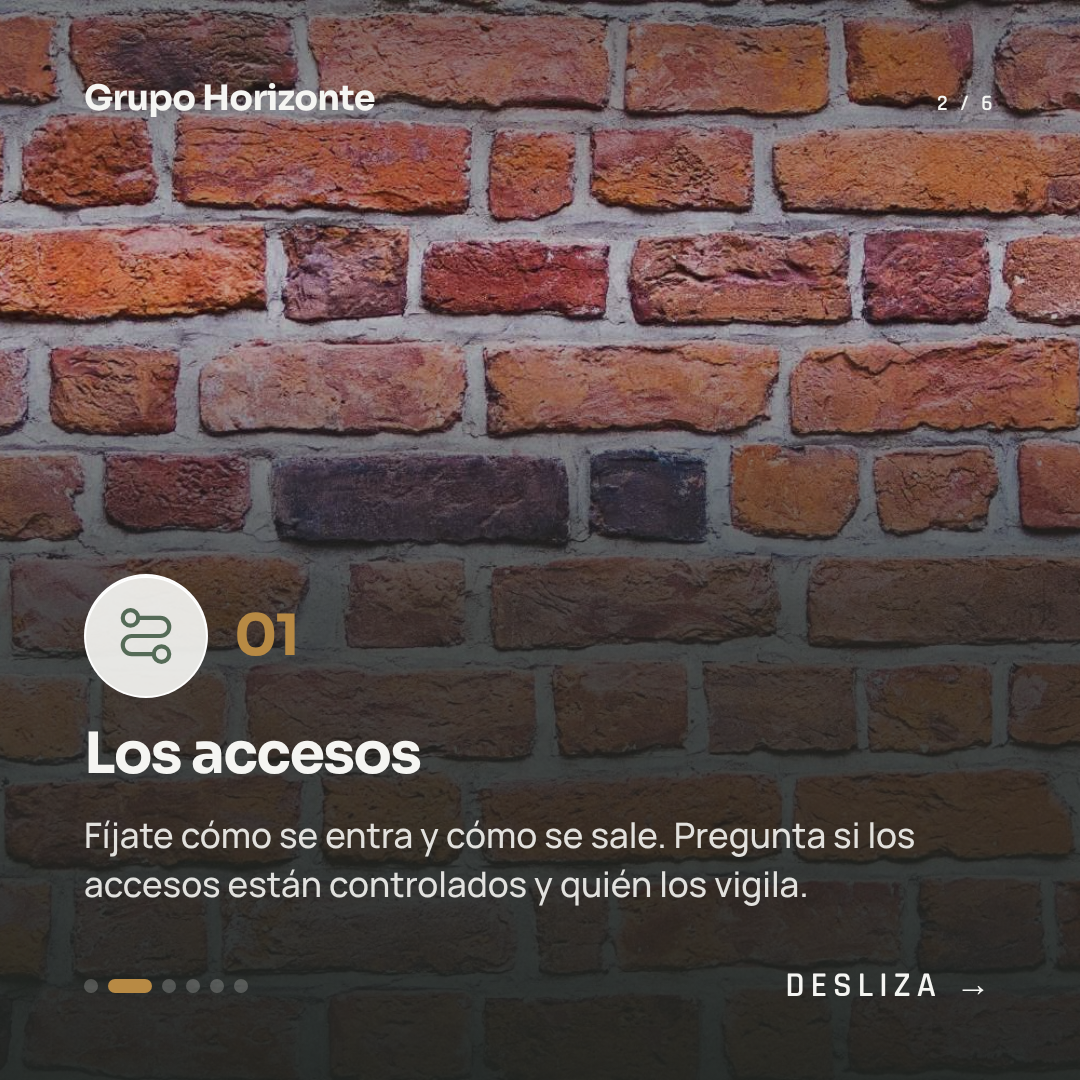 Grupo Horizonte
2 / 6
01
Los accesos
Fíjate cómo se entra y cómo se sale. Pregunta si los
accesos están controlados y quién los vigila.
DESLIZA →